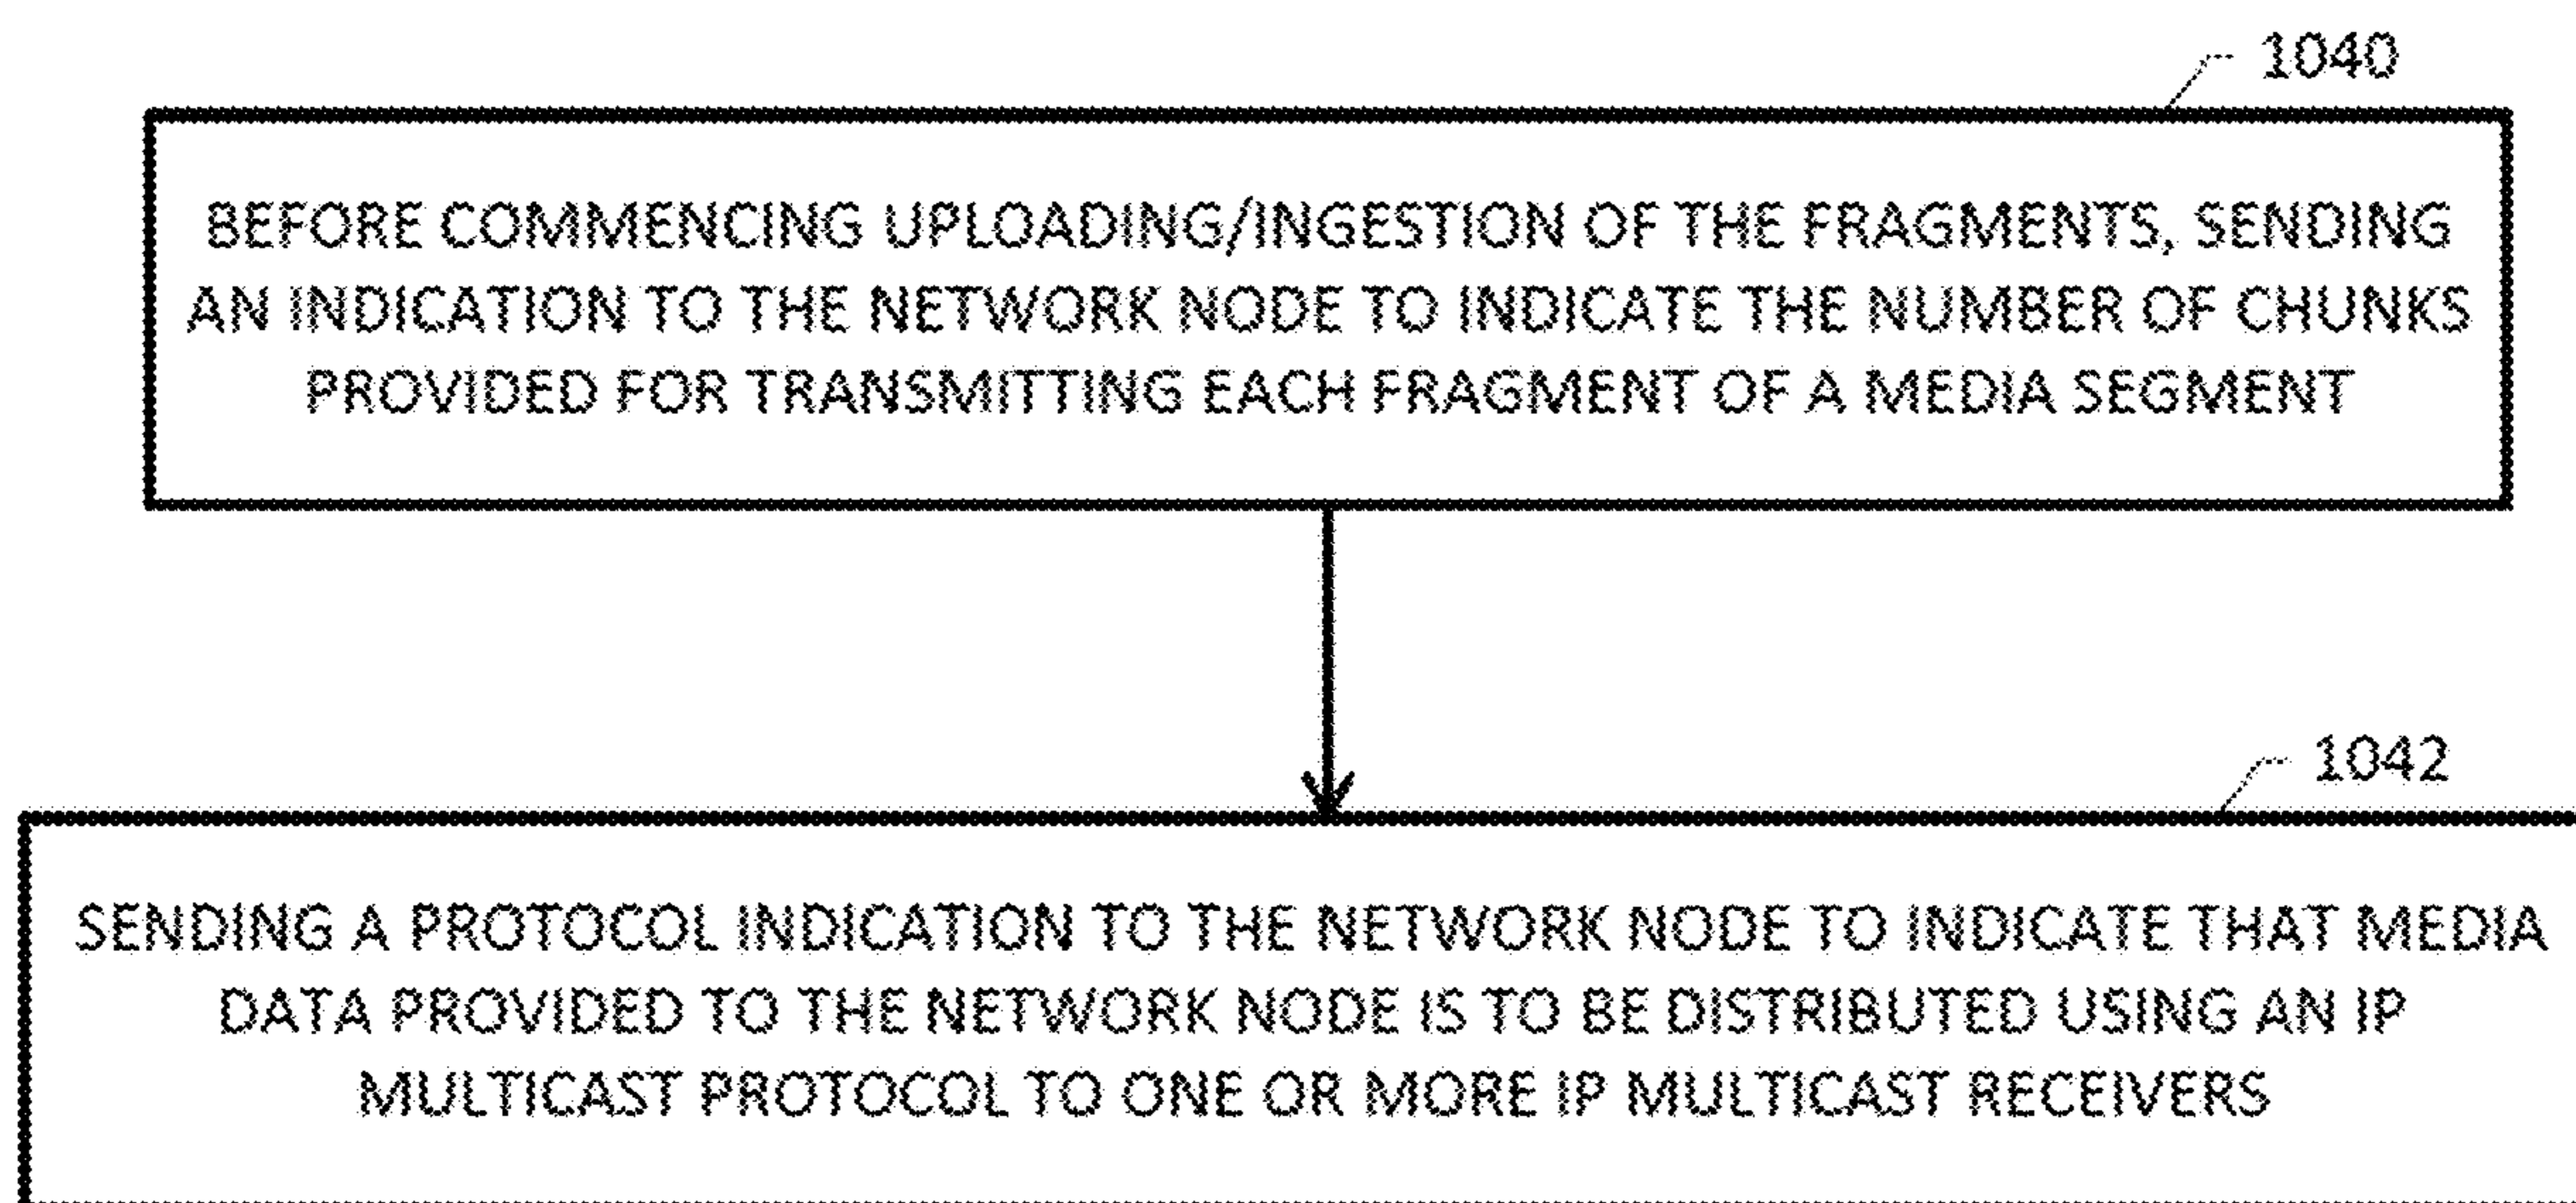 1040
BEFORE COMMENCING UPLOADING/INGESTION OF THE FRAGMENTS, SENDING
AN INDICATION TO THE NETWORK NODE TO INDICATE THE NUMBER OF CHUNKS
PROVIDED FOR TRANSMITTING EACH FRAGMENT OF A MEDIA SEGMENT
1042
SENDING A PROTOCOL INDICATION TO THE NETWORK NODE TO INDICATE THAT MEDIA
DATA PROVIDED TO THE NETWORK NODE IS TO BE DISTRIBUTED USING AN IP
MULTICAST PROTOCOL TO ONE OR MORE IP MULTICAST RECEIVERS